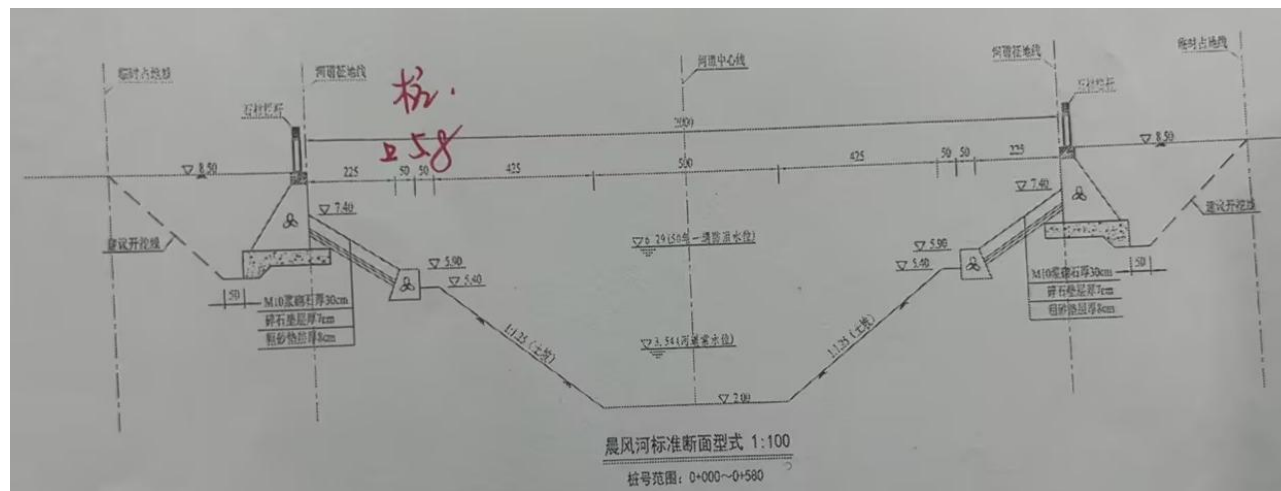 临时占地线
河道征地线
河道中心线
河道征地线
临时占地线
石材栏杆
石材栏杆
2000
5.8
▽ 8.50
▽ 8.50
225
50
50
425
500
425
50
50
225
▽ 7.40
▽ 7.40
建议开挖线
建议开挖线
▽6.29(50年一遇防洪水位)
▽ 5.90
▽ 5.40
▽ 5.90
▽ 5.40
50
50
M10浆砌石厚30cm
碎石垫层厚7cm
粗砂垫层厚8cm
M10浆砌石厚30cm
碎石垫层厚7cm
粗砂垫层厚8cm
1:1.25（土坡）
1:1.25（土坡）
▽3.544(河道常水位)
▽ 2.00
晨风河标准断面型式 1:100
桩号范围：0+000～0+580